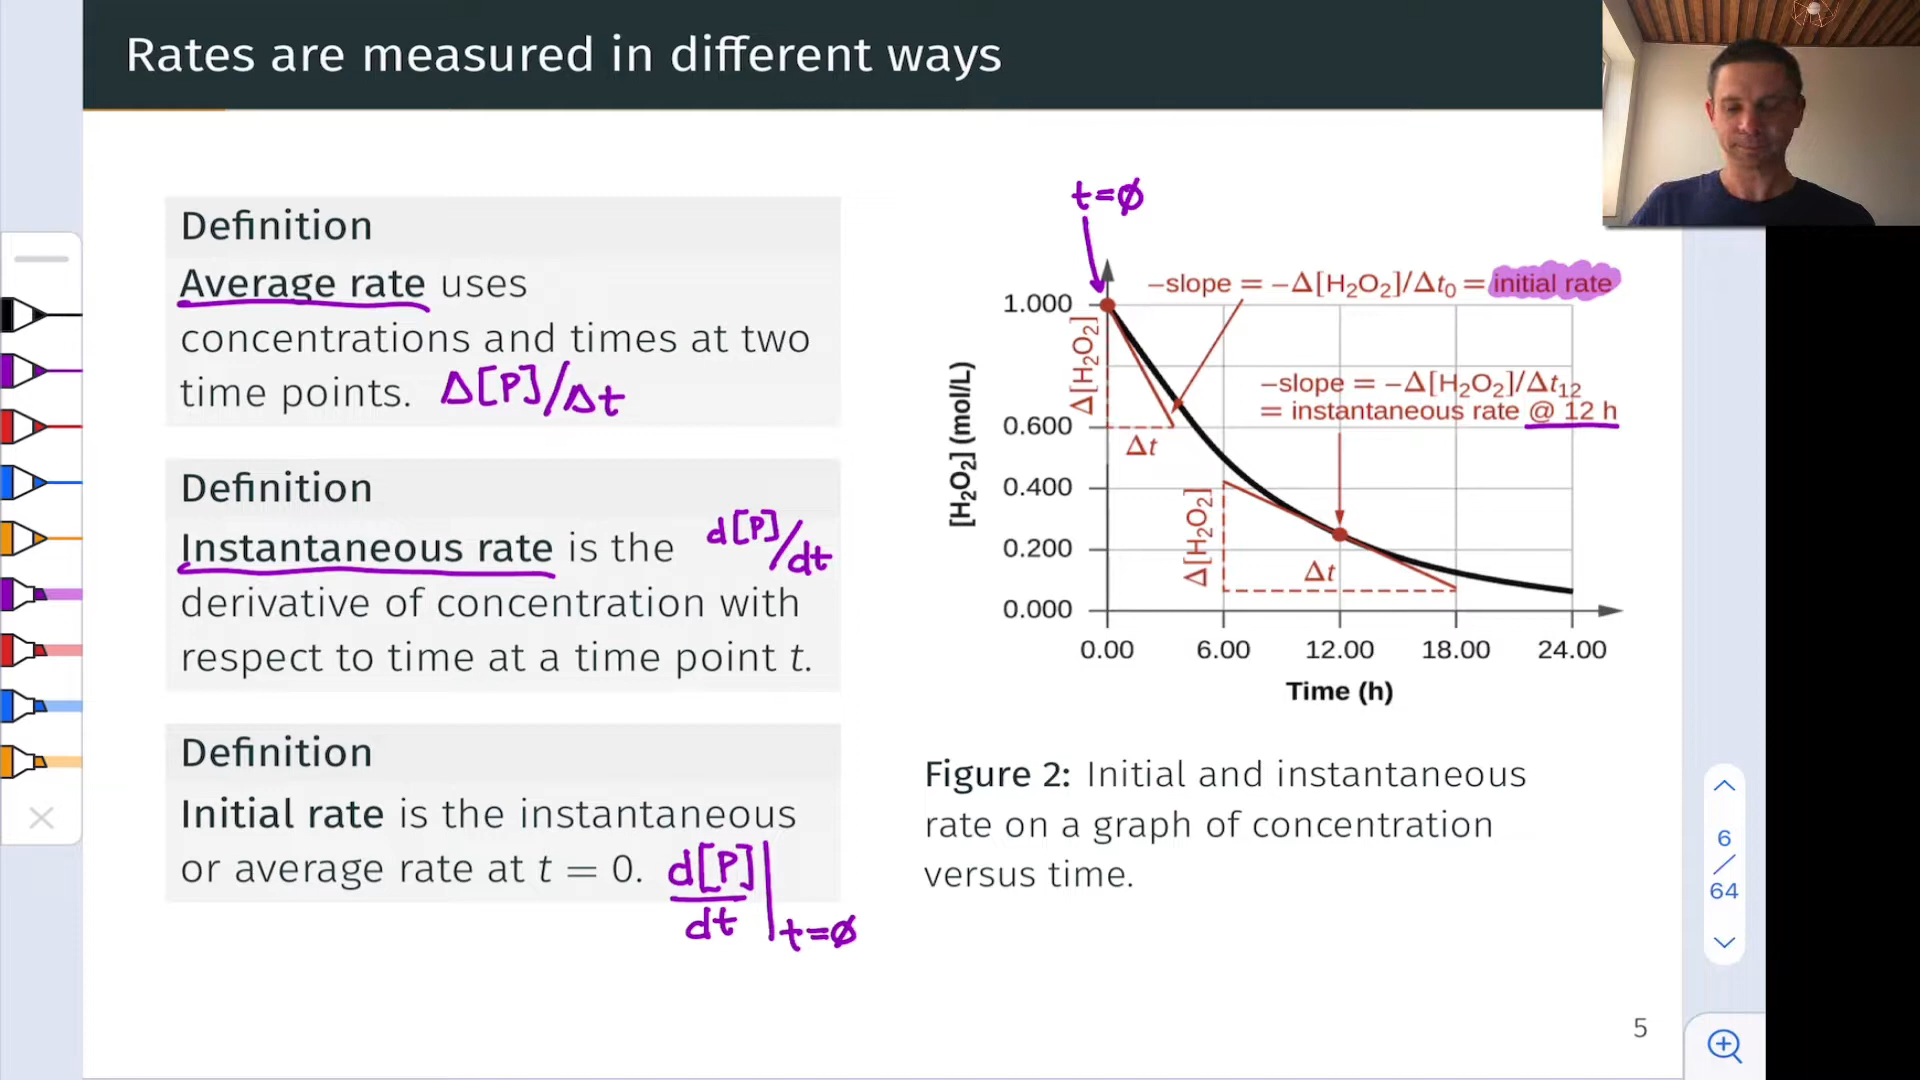 Rates are measured in different ways
Definition
Average rate uses
concentrations and times at two
time points. Δ[P]/Δt
Definition
Instantaneous rate is the d[P]/dt
derivative of concentration with
respect to time at a time point t.
Definition
Initial rate is the instantaneous
or average rate at t = 0. d[P]/dt|t=∅
t=∅
−slope = −Δ[H₂O₂]/Δt₀ = initial rate
−slope = −Δ[H₂O₂]/Δt₁₂
= instantaneous rate @ 12 h
[H₂O₂] (mol/L)
1.000
0.600
0.400
0.200
0.000
Δ[H₂O₂]
Δt
Δ[H₂O₂]
Δt
0.00 6.00 12.00 18.00 24.00
Time (h)
Figure 2: Initial and instantaneous
rate on a graph of concentration
versus time.
6
/
64
5